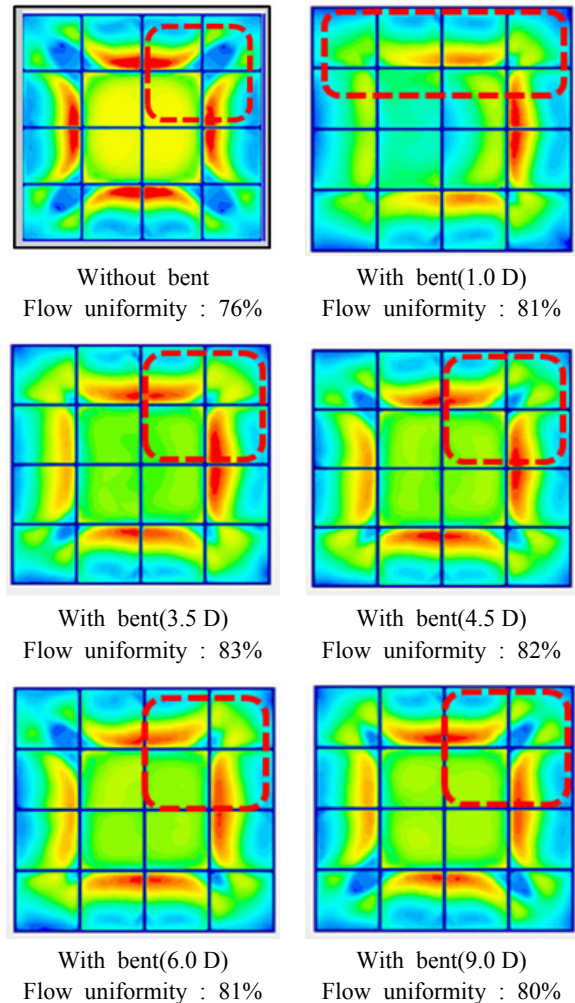 Without bent
Flow uniformity : 76%
With bent(1.0 D)
Flow uniformity : 81%
With bent(3.5 D)
Flow uniformity : 83%
With bent(4.5 D)
Flow uniformity : 82%
With bent(6.0 D)
Flow uniformity : 81%
With bent(9.0 D)
Flow uniformity : 80%